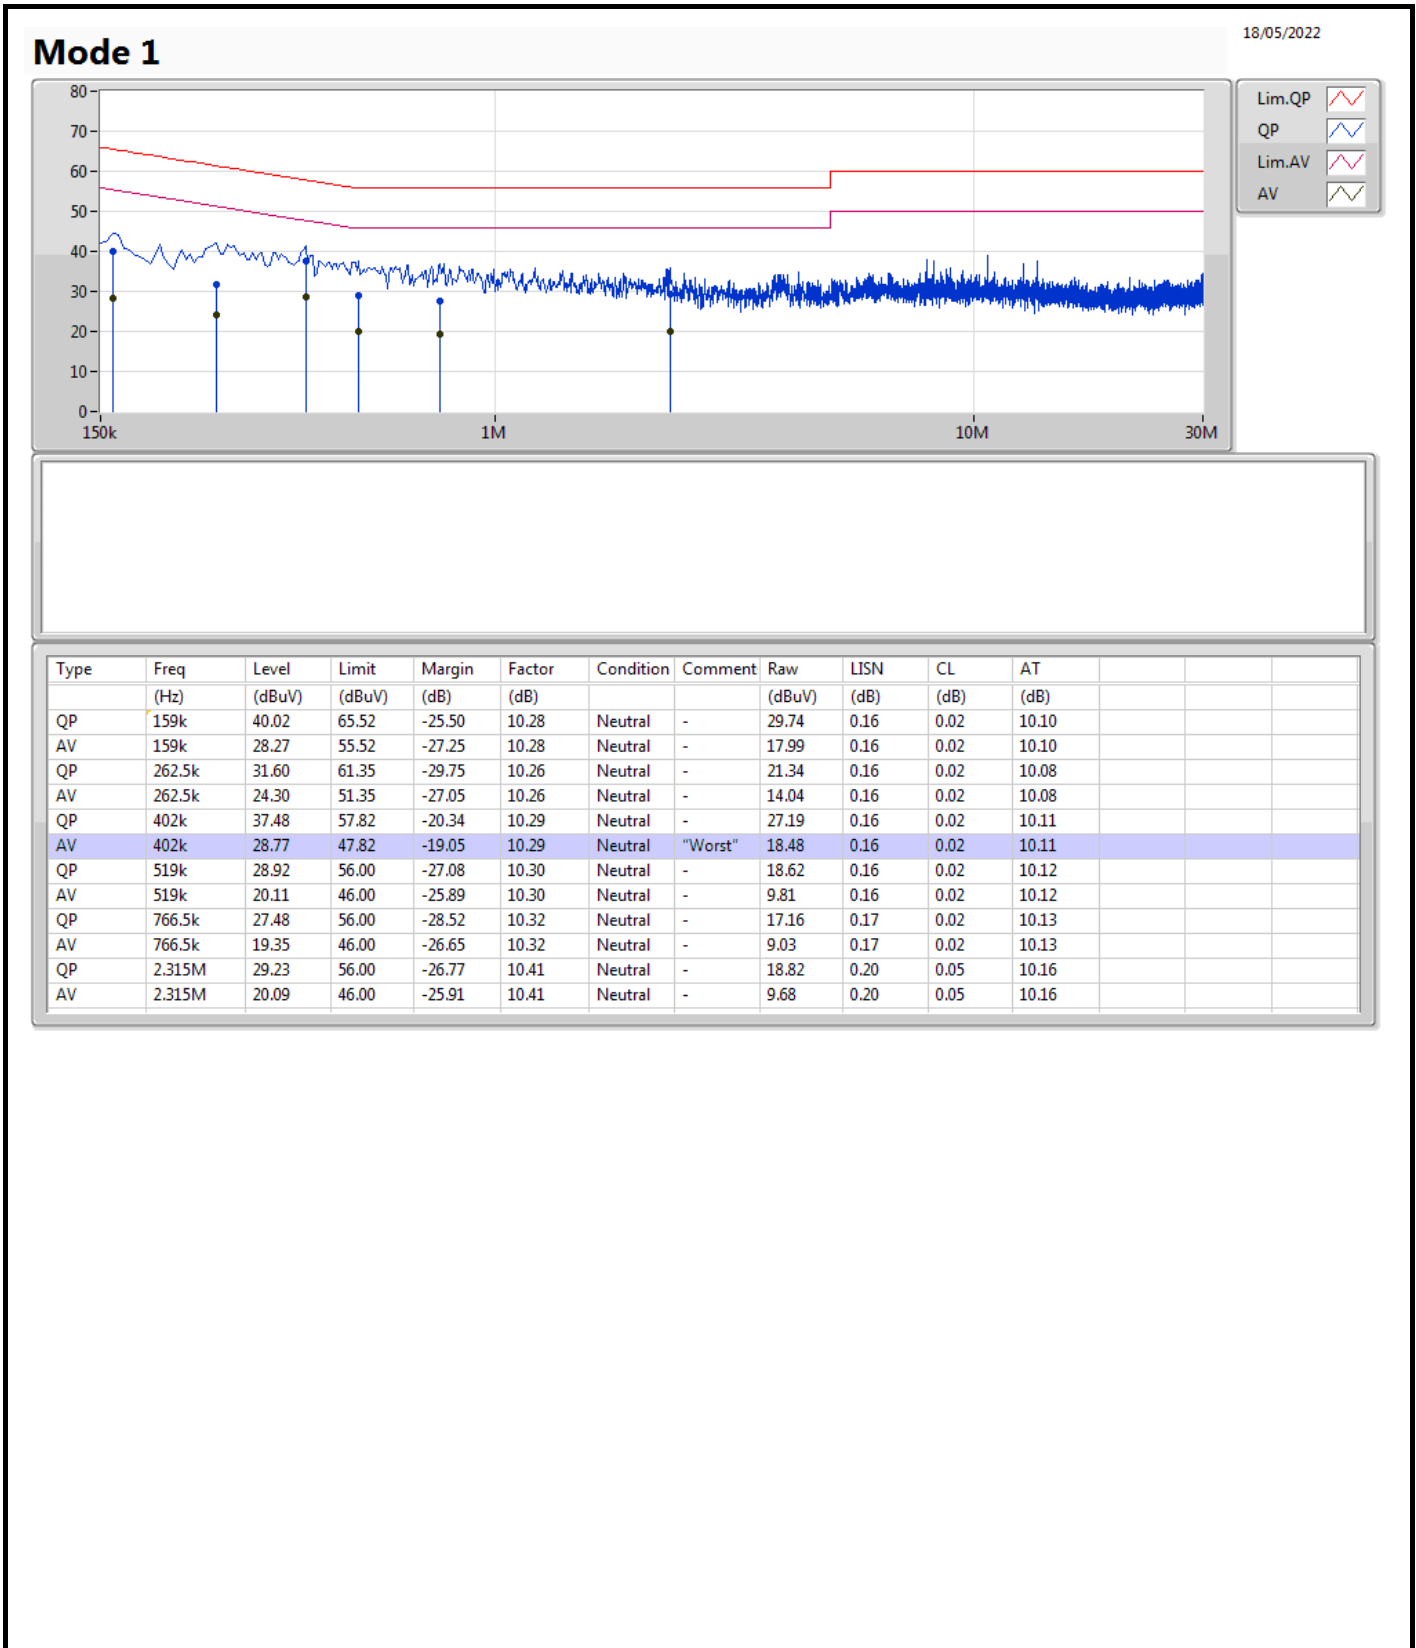 18/05/2022
Mode 1
80
70
60
50
40
30
20
10
0
150k 1M 10M 30M
Lim.QP
QP
Lim.AV
AV
Type Freq Level Limit Margin Factor Condition Comment Raw LISN CL AT
(Hz) (dBuV) (dBuV) (dB) (dB) (dBuV) (dB) (dB) (dB)
QP 159k 40.02 65.52 -25.50 10.28 Neutral - 29.74 0.16 0.02 10.10
AV 159k 28.27 55.52 -27.25 10.28 Neutral - 17.99 0.16 0.02 10.10
QP 262.5k 31.60 61.35 -29.75 10.26 Neutral - 21.34 0.16 0.02 10.08
AV 262.5k 24.30 51.35 -27.05 10.26 Neutral - 14.04 0.16 0.02 10.08
QP 402k 37.48 57.82 -20.34 10.29 Neutral - 27.19 0.16 0.02 10.11
AV 402k 28.77 47.82 -19.05 10.29 Neutral "Worst" 18.48 0.16 0.02 10.11
QP 519k 28.92 56.00 -27.08 10.30 Neutral - 18.62 0.16 0.02 10.12
AV 519k 20.11 46.00 -25.89 10.30 Neutral - 9.81 0.16 0.02 10.12
QP 766.5k 27.48 56.00 -28.52 10.32 Neutral - 17.16 0.17 0.02 10.13
AV 766.5k 19.35 46.00 -26.65 10.32 Neutral - 9.03 0.17 0.02 10.13
QP 2.315M 29.23 56.00 -26.77 10.41 Neutral - 18.82 0.20 0.05 10.16
AV 2.315M 20.09 46.00 -25.91 10.41 Neutral - 9.68 0.20 0.05 10.16